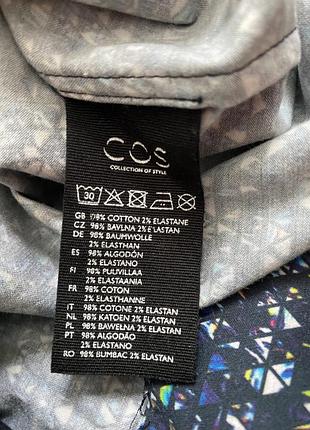 COS
COLLECTION OF STYLE
30
GB 98% COTTON 2% ELASTANE
CZ 98% BAVLNA 2% ELASTAN
DE 98% BAUMWOLLE
2% ELASTHAN
ES 98% ALGODÓN
2% ELASTANO
FI 98% PUUVILLAA
2% ELASTAANIA
FR 98% COTON
2% ELASTHANNE
IT 98% COTONE 2% ELASTAN
NL 98% KATOEN 2% ELASTAN
PL 98% BAWEŁNA 2% ELASTAN
PT 98% ALGODÃO
2% ELASTANO
RO 98% BUMBAC 2% ELASTAN